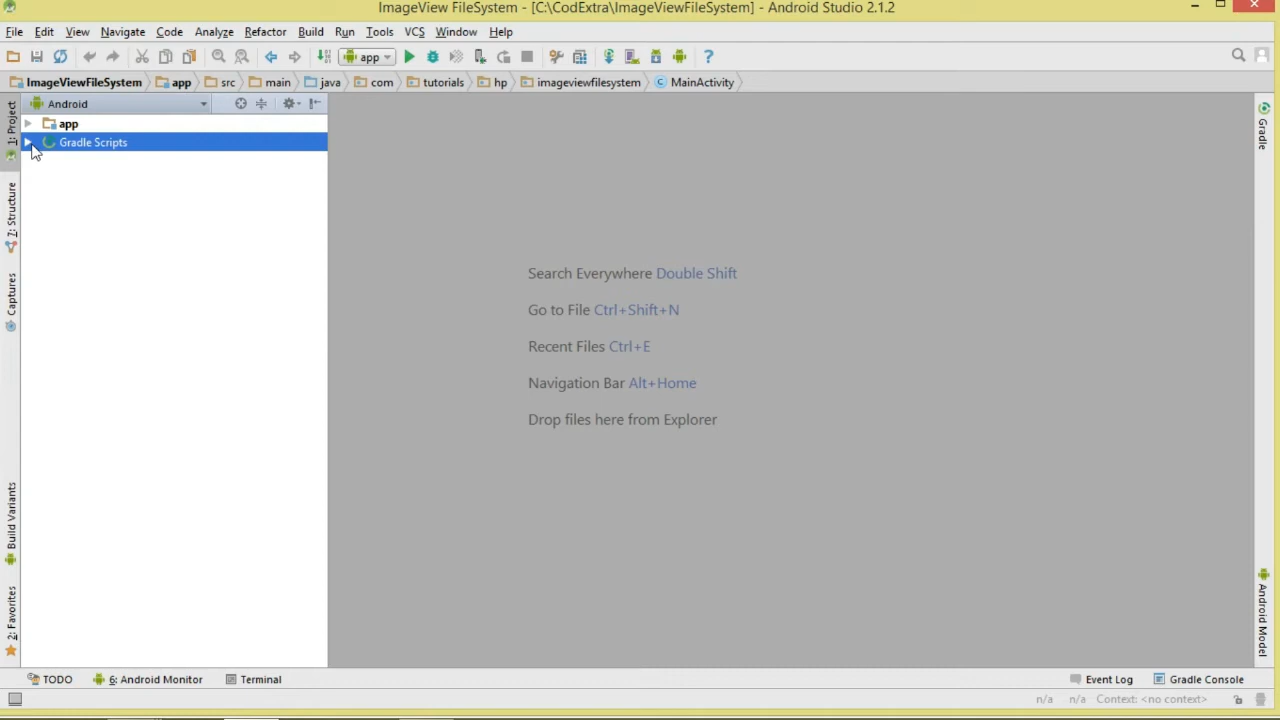 ImageView FileSystem - [C:\CodExtra\ImageViewFileSystem] - Android Studio 2.1.2
File Edit View Navigate Code Analyze Refactor Build Run Tools VCS Window Help
app
ImageViewFileSystem app src main java com tutorials hp imageviewfilesystem MainActivity
Android
app
Gradle Scripts
1: Project
7: Structure
Captures
Build Variants
2: Favorites
Search Everywhere Double Shift
Go to File Ctrl+Shift+N
Recent Files Ctrl+E
Navigation Bar Alt+Home
Drop files here from Explorer
Gradle
Android Model
TODO 6: Android Monitor Terminal Event Log Gradle Console
n/a n/a Context: <no context>